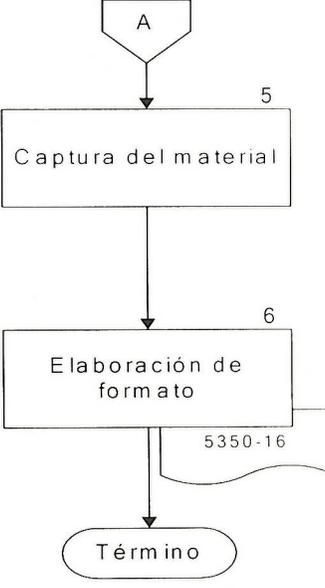 A
5
Captura del material
6
Elaboración de
formato
5350-16
Término